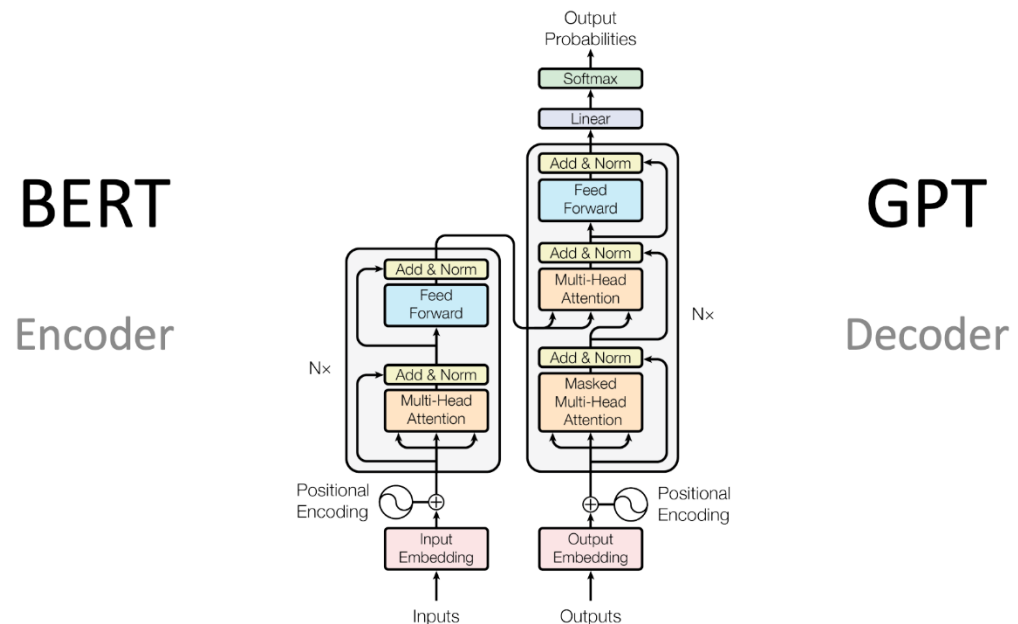 BERT
Encoder
GPT
Decoder
Output
Probabilities
Softmax
Linear
Add & Norm
Feed
Forward
Add & Norm
Multi-Head
Attention
Add & Norm
Masked
Multi-Head
Attention
Nx
Positional
Encoding
Output
Embedding
Outputs
Add & Norm
Feed
Forward
Add & Norm
Multi-Head
Attention
Nx
Positional
Encoding
Input
Embedding
Inputs